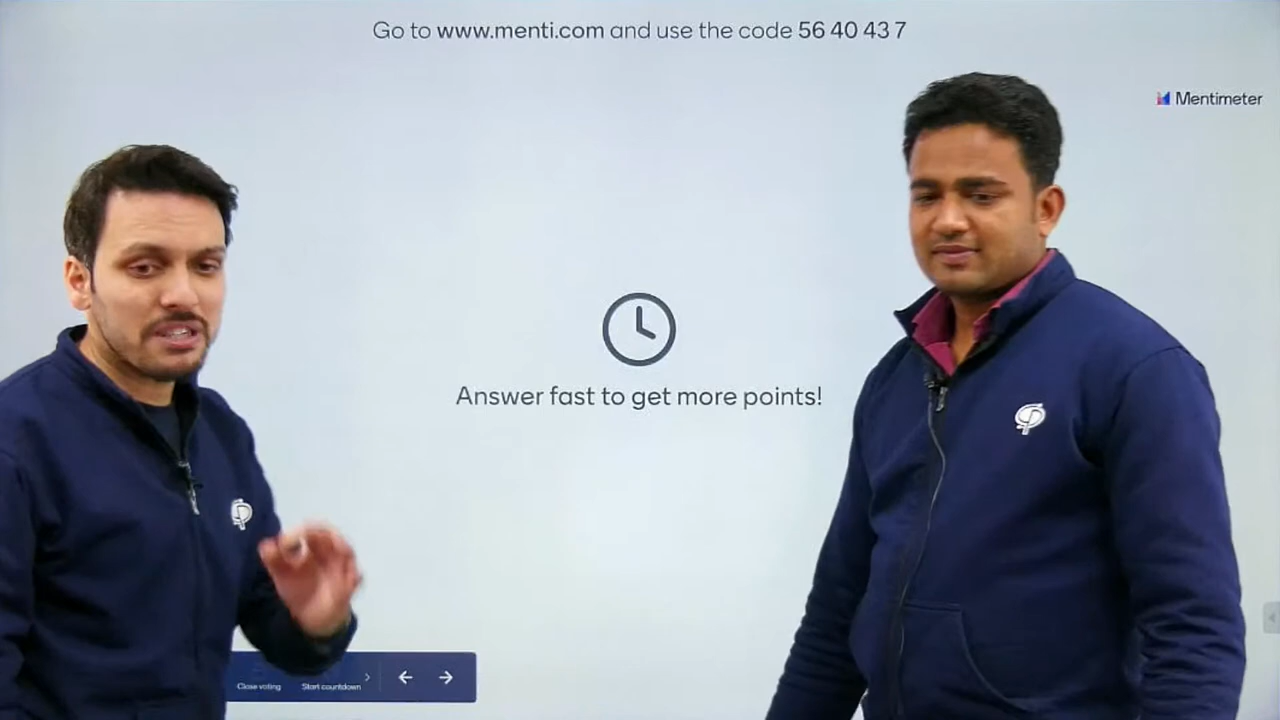 Go to www.menti.com and use the code 56 40 43 7
Mentimeter
Answer fast to get more points!
Close voting Start countdown